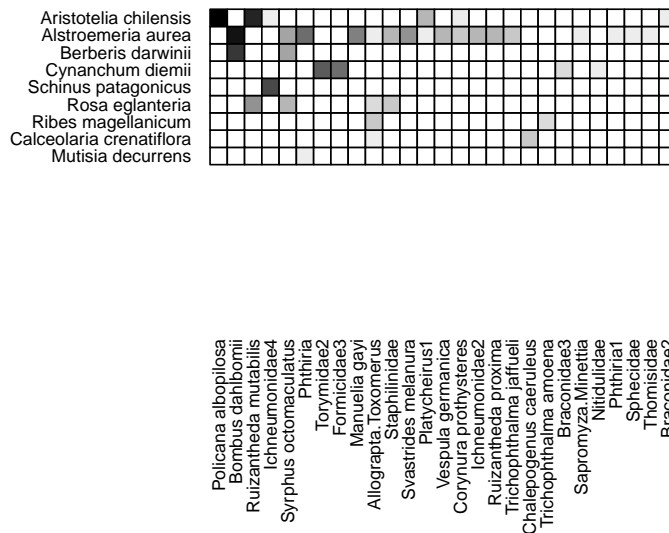 Aristotelia chilensis
Alstroemeria aurea
Berberis darwinii
Cynanchum diemii
Schinus patagonicus
Rosa eglanteria
Ribes magellanicum
Calceolaria crenatiflora
Mutisia decurrens
Policana albopilosa
Bombus dahlbomii
Ruizantheda mutabilis
Ichneumonidae4
Syrphus octomaculatus
Phthiria
Torymidae2
Formicidae3
Manuelia gayi
Allograpta.Toxomerus
Staphilinidae
Svastrides melanura
Platycheirus1
Vespula germanica
Corynura prothysteres
Ichneumonidae2
Ruizantheda proxima
Trichophthalma jaffueli
Chalepogenus caeruleus
Trichophthalma amoena
Braconidae3
Sapromyza.Minettia
Nitidulidae
Phthiria1
Sphecidae
Thomisidae
Braconidae2